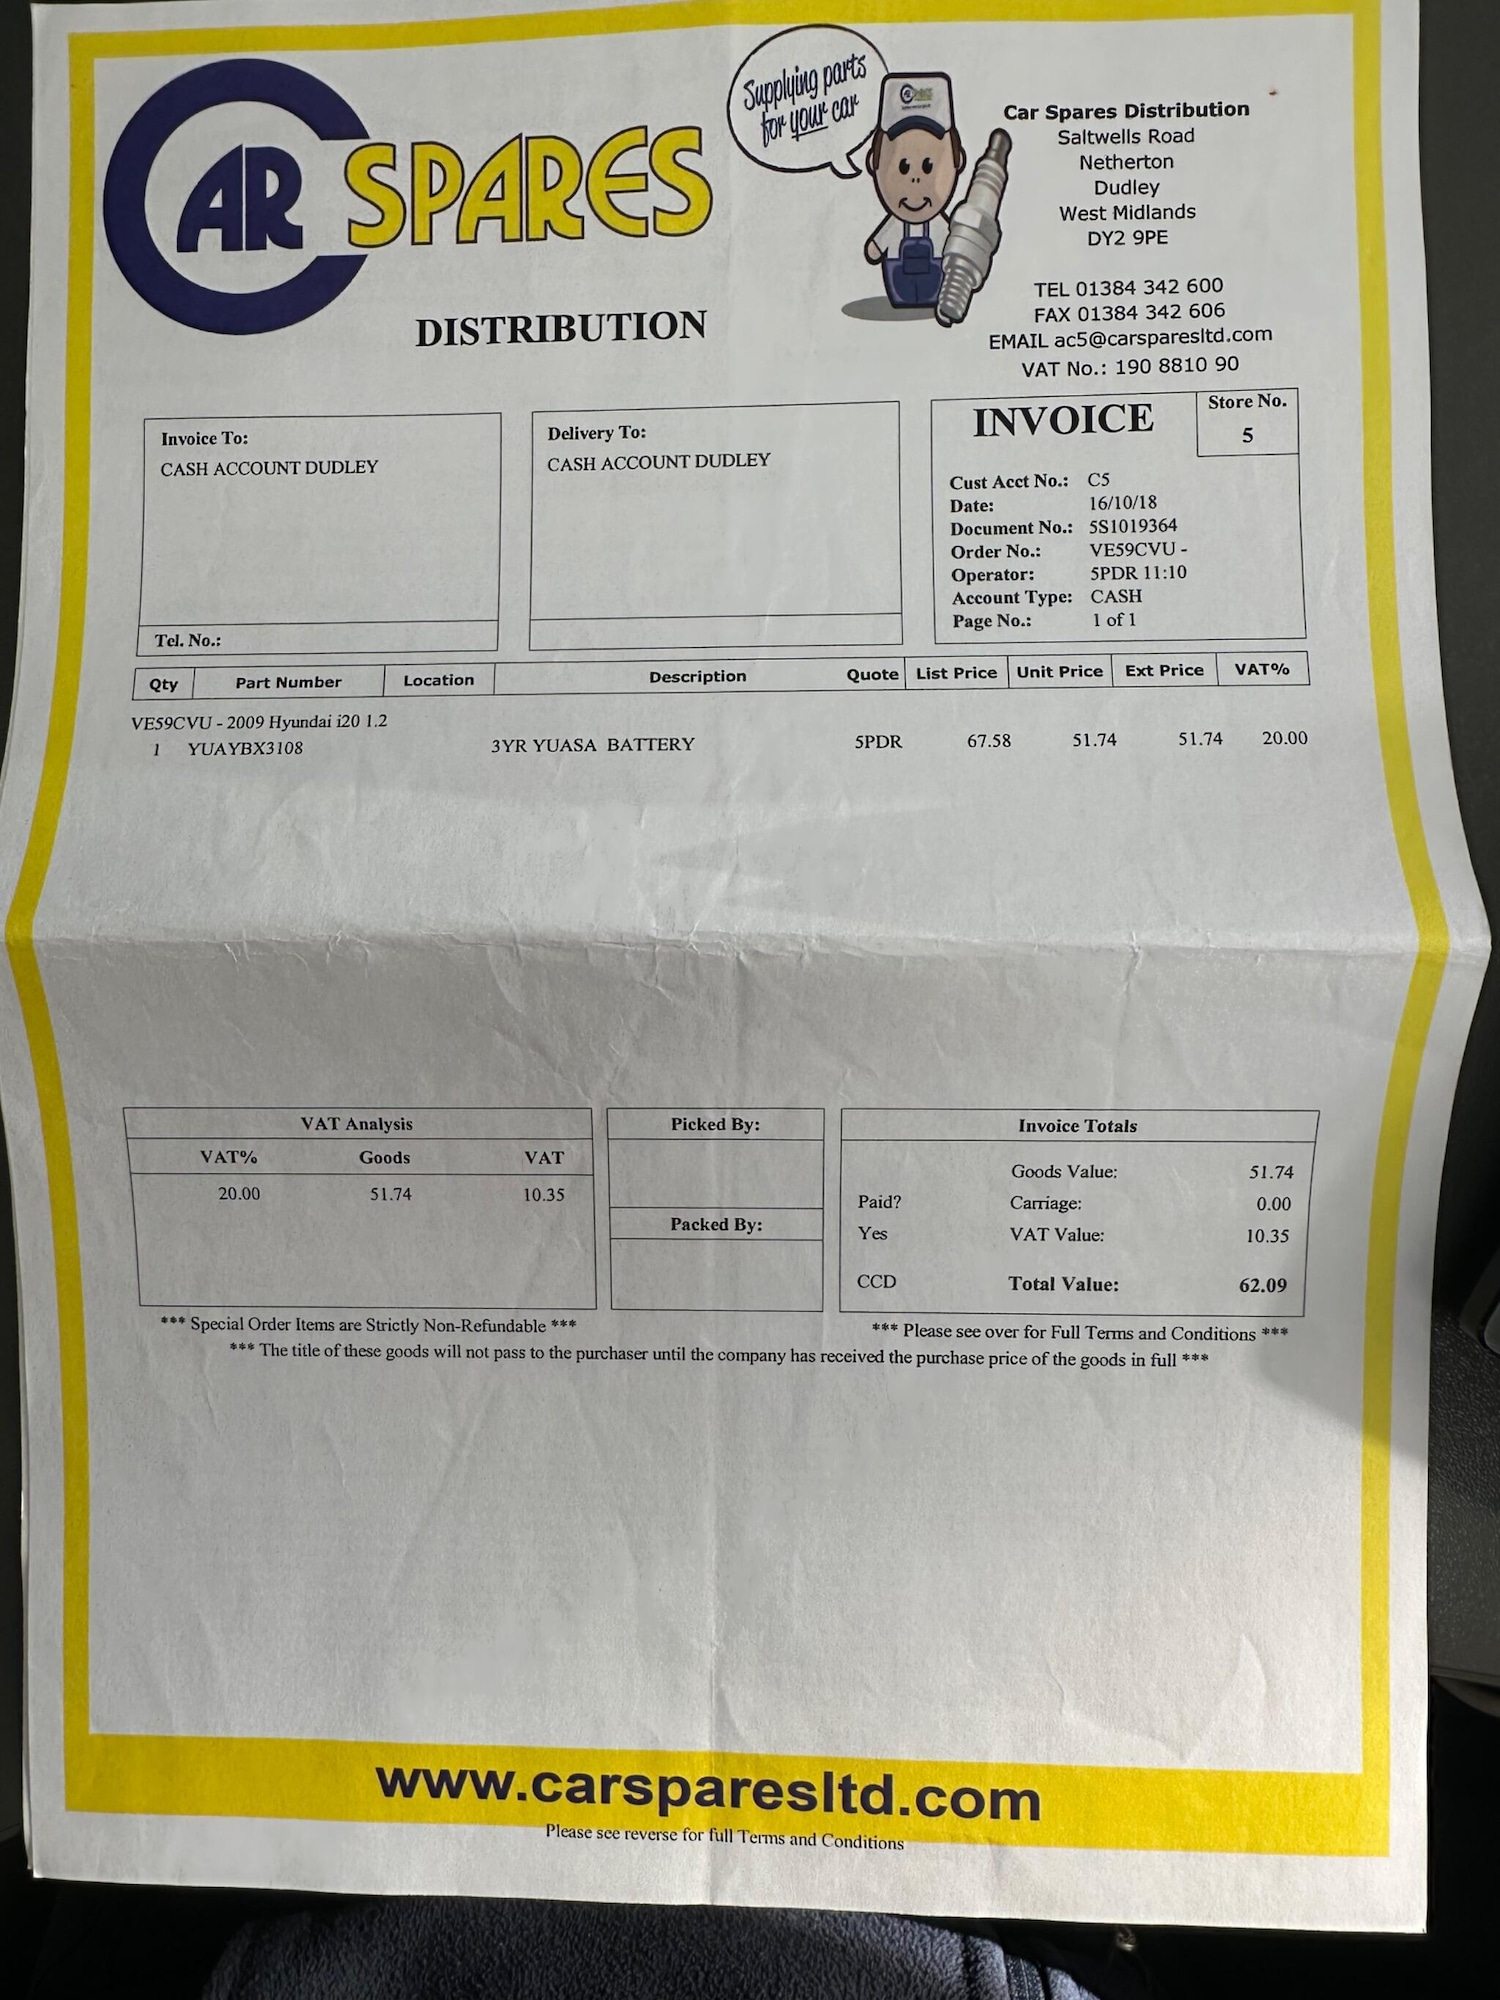 CAR SPARES
DISTRIBUTION
Supplying parts
for your car
Car Spares Distribution
Saltwells Road
Netherton
Dudley
West Midlands
DY2 9PE
TEL 01384 342 600
FAX 01384 342 606
EMAIL ac5@carsparesltd.com
VAT No.: 190 8810 90
Invoice To:
CASH ACCOUNT DUDLEY
Tel. No.:
Delivery To:
CASH ACCOUNT DUDLEY
INVOICE
Store No.
5
Cust Acct No.: C5
Date: 16/10/18
Document No.: 5S1019364
Order No.: VE59CVU -
Operator: 5PDR 11:10
Account Type: CASH
Page No.: 1 of 1
Qty Part Number Location Description Quote List Price Unit Price Ext Price VAT%
VE59CVU - 2009 Hyundai i20 1.2
1 YUAYBX3108 3YR YUASA BATTERY 5PDR 67.58 51.74 51.74 20.00
VAT Analysis
VAT% Goods VAT
20.00 51.74 10.35
Picked By:
Packed By:
Invoice Totals
Goods Value: 51.74
Paid? Carriage: 0.00
Yes VAT Value: 10.35
CCD Total Value: 62.09
*** Special Order Items are Strictly Non-Refundable ***
*** Please see over for Full Terms and Conditions ***
*** The title of these goods will not pass to the purchaser until the company has received the purchase price of the goods in full ***
www.carsparesltd.com
Please see reverse for full Terms and Conditions